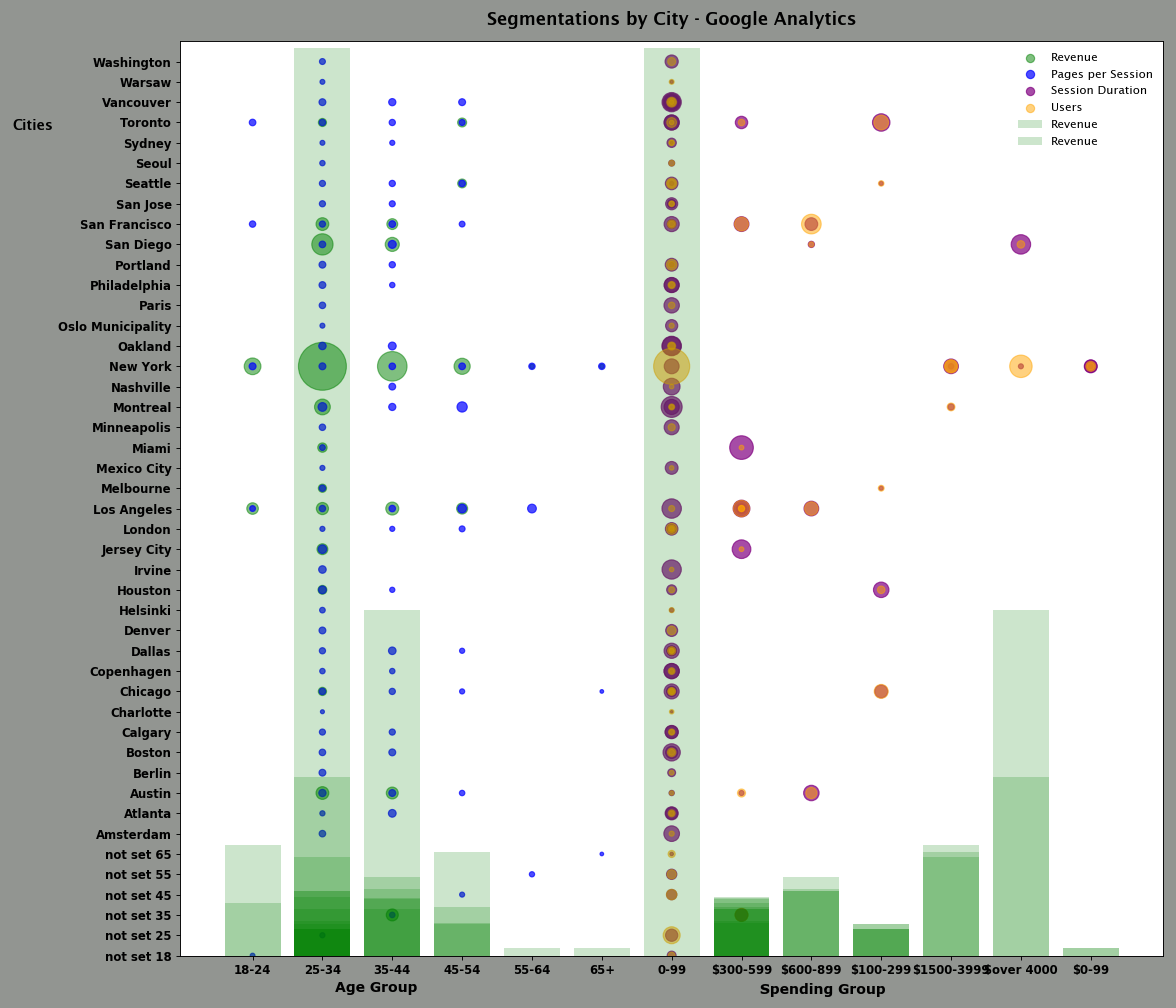 Segmentations by City - Google Analytics
Revenue
Pages per Session
Session Duration
Users
Revenue
Revenue
Cities
Washington
Warsaw
Vancouver
Toronto
Sydney
Seoul
Seattle
San Jose
San Francisco
San Diego
Portland
Philadelphia
Paris
Oslo Municipality
Oakland
New York
Nashville
Montreal
Minneapolis
Miami
Mexico City
Melbourne
Los Angeles
London
Jersey City
Irvine
Houston
Helsinki
Denver
Dallas
Copenhagen
Chicago
Charlotte
Calgary
Boston
Berlin
Austin
Atlanta
Amsterdam
not set 65
not set 55
not set 45
not set 35
not set 25
not set 18
18-24 25-34 35-44 45-54 55-64 65+ 0-99 $300-599 $600-899 $100-299 $1500-3999 $over 4000 $0-99
Age Group Spending Group